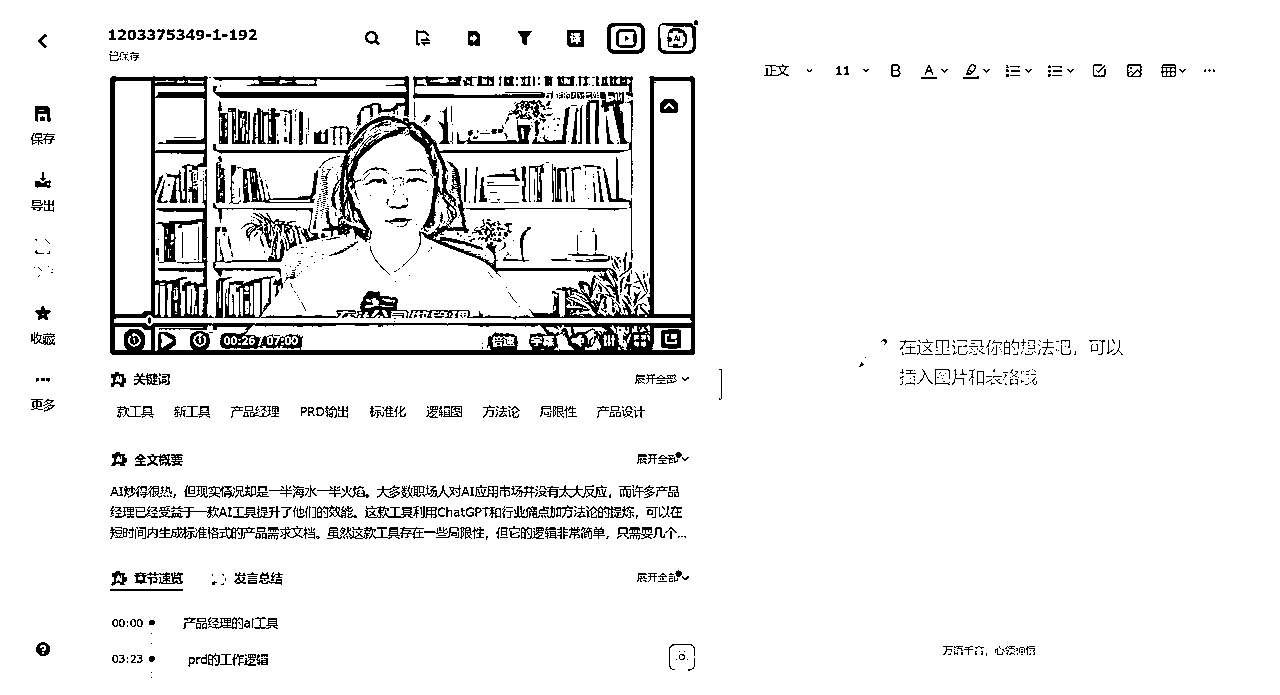 1203375349-1-192
已保存
译
AI
正文
11
B
A
保存
导出
收藏
更多
00:26 / 07:00
倍速
字幕
关键词
展开全部
款工具 新工具 产品经理 PRD输出 标准化 逻辑图 方法论 局限性 产品设计
全文概要
展开全部
AI炒得很热，但现实情况却是一半海水一半火焰。大多数职场人对AI应用市场并没有太大反应，而许多产品
经理已经受益于一款AI工具提升了他们的效能。这款工具利用ChatGPT和行业痛点加方法论的提炼，可以在
短时间内生成标准格式的产品需求文档。虽然这款工具存在一些局限性，但它的逻辑非常简单，只需要几个...
章节速览
发言总结
展开全部
00:00 产品经理的ai工具
03:23 prd的工作逻辑
在这里记录你的想法吧，可以
插入图片和表格哦
万语千言，心领神悟